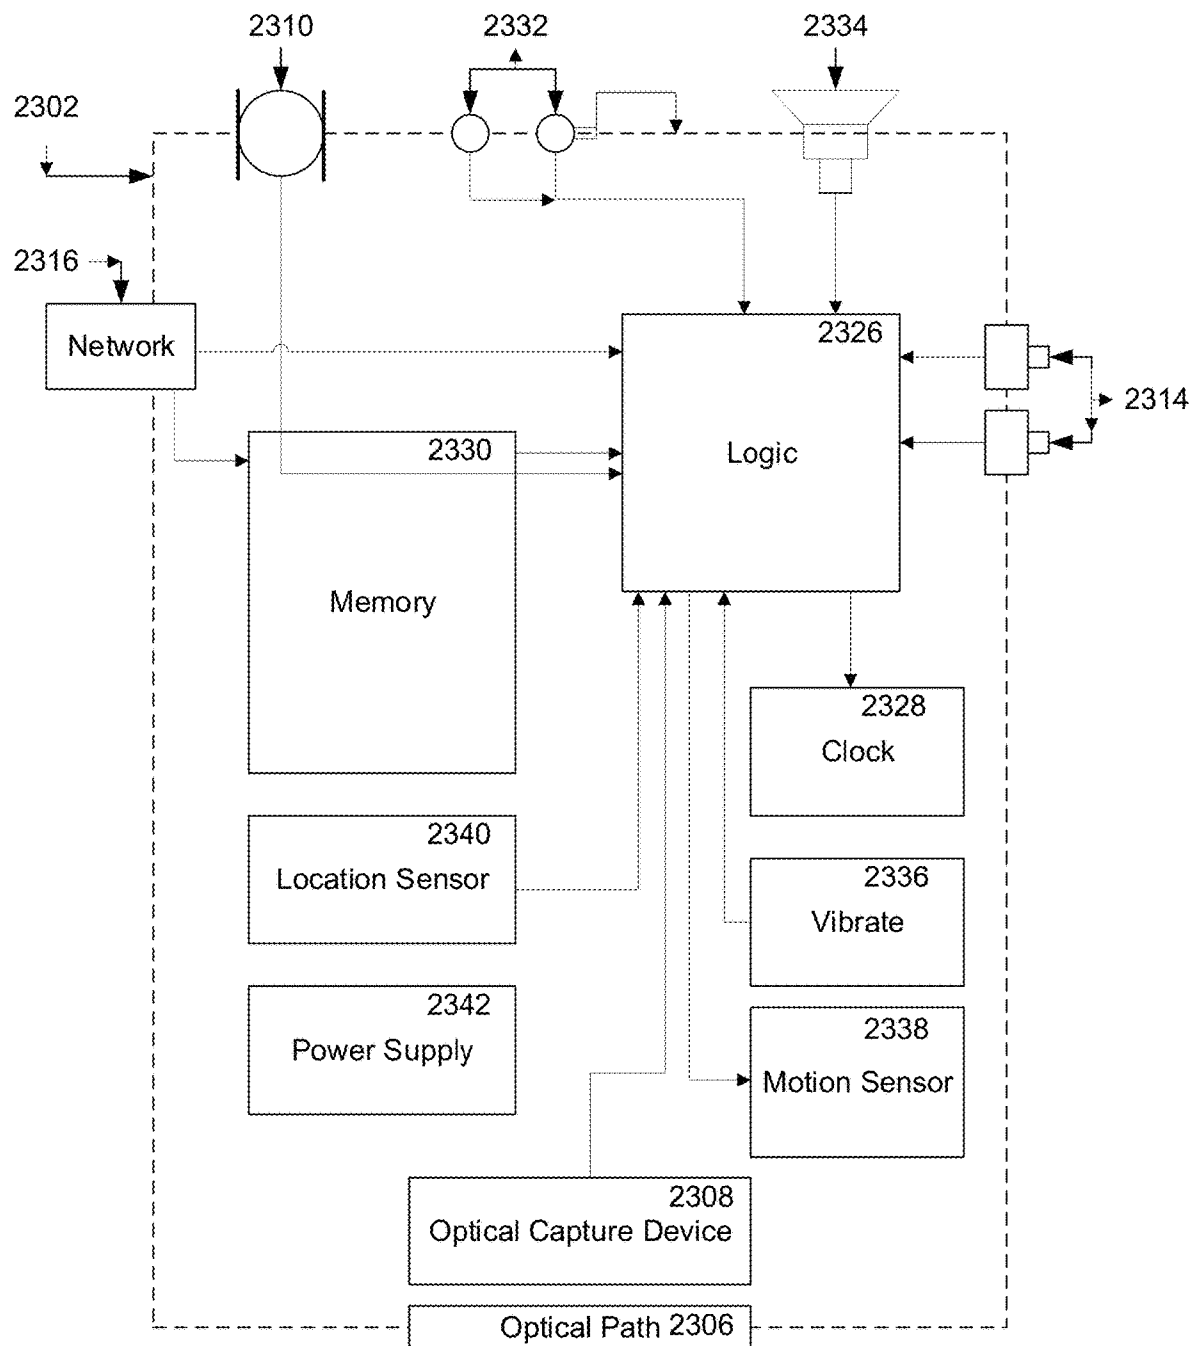 2310
2332
2334
2302
2316
Network
2326
Logic
2314
2330
Memory
2328
Clock
2340
Location Sensor
2336
Vibrate
2342
Power Supply
2338
Motion Sensor
2308
Optical Capture Device
Optical Path 2306